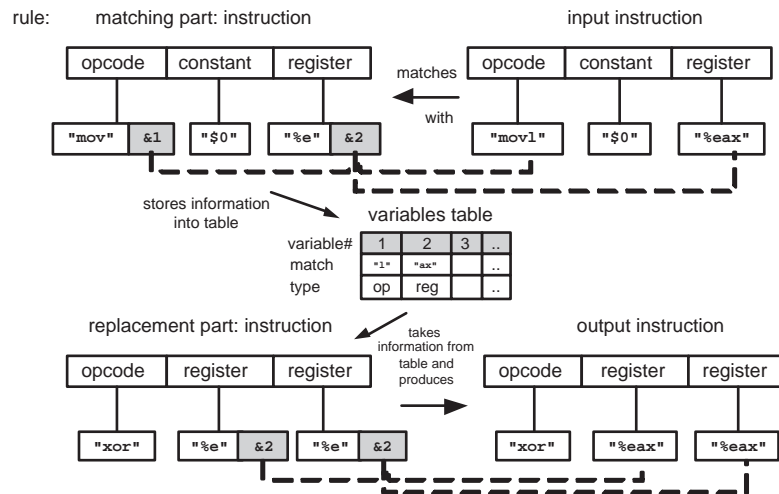 rule: matching part: instruction input instruction
opcode constant register opcode constant register
matches
with
"mov" &1 "$0" "%e" &2 "movl" "$0" "%eax"
stores information
into table
variables table
variable# 1 2 3 ..
match "l" "ax" ..
type op reg ..
replacement part: instruction output instruction
takes
information from
table and
produces
opcode register register opcode register register
"xor" "%e" &2 "%e" &2 "xor" "%eax" "%eax"